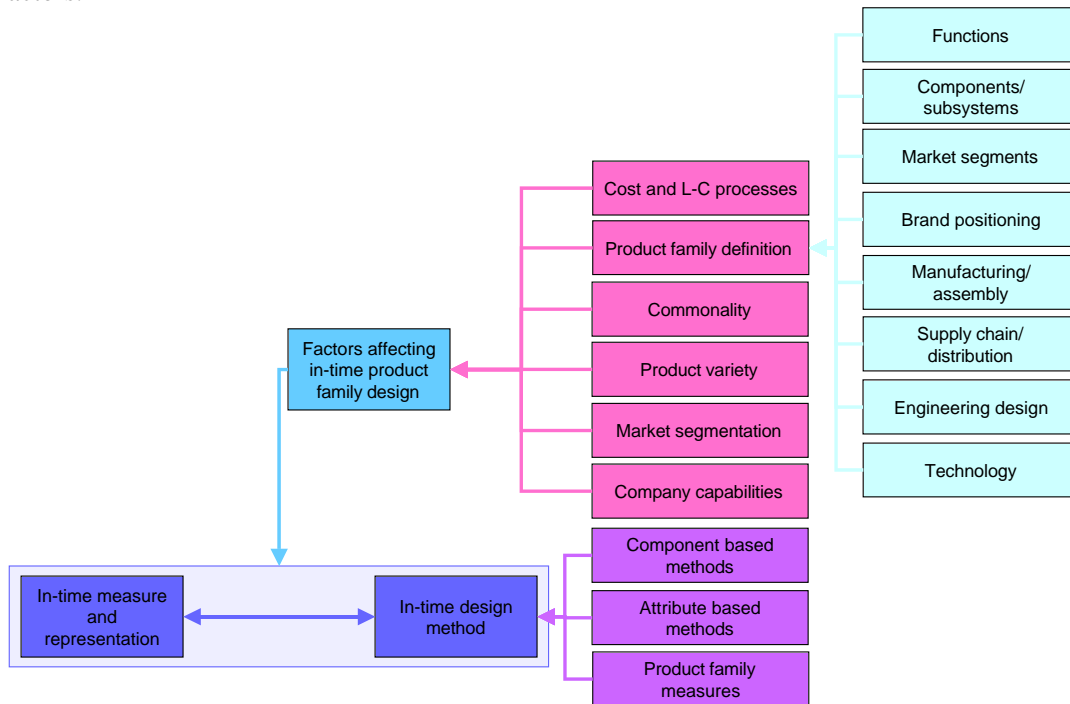 Functions
Components/
subsystems
Market segments
Cost and L-C processes
Brand positioning
Product family definition
Manufacturing/
assembly
Commonality
Supply chain/
distribution
Factors affecting
in-time product
family design
Product variety
Engineering design
Market segmentation
Technology
Company capabilities
Component based
methods
In-time measure
and
representation
In-time design
method
Attribute based
methods
Product family
measures